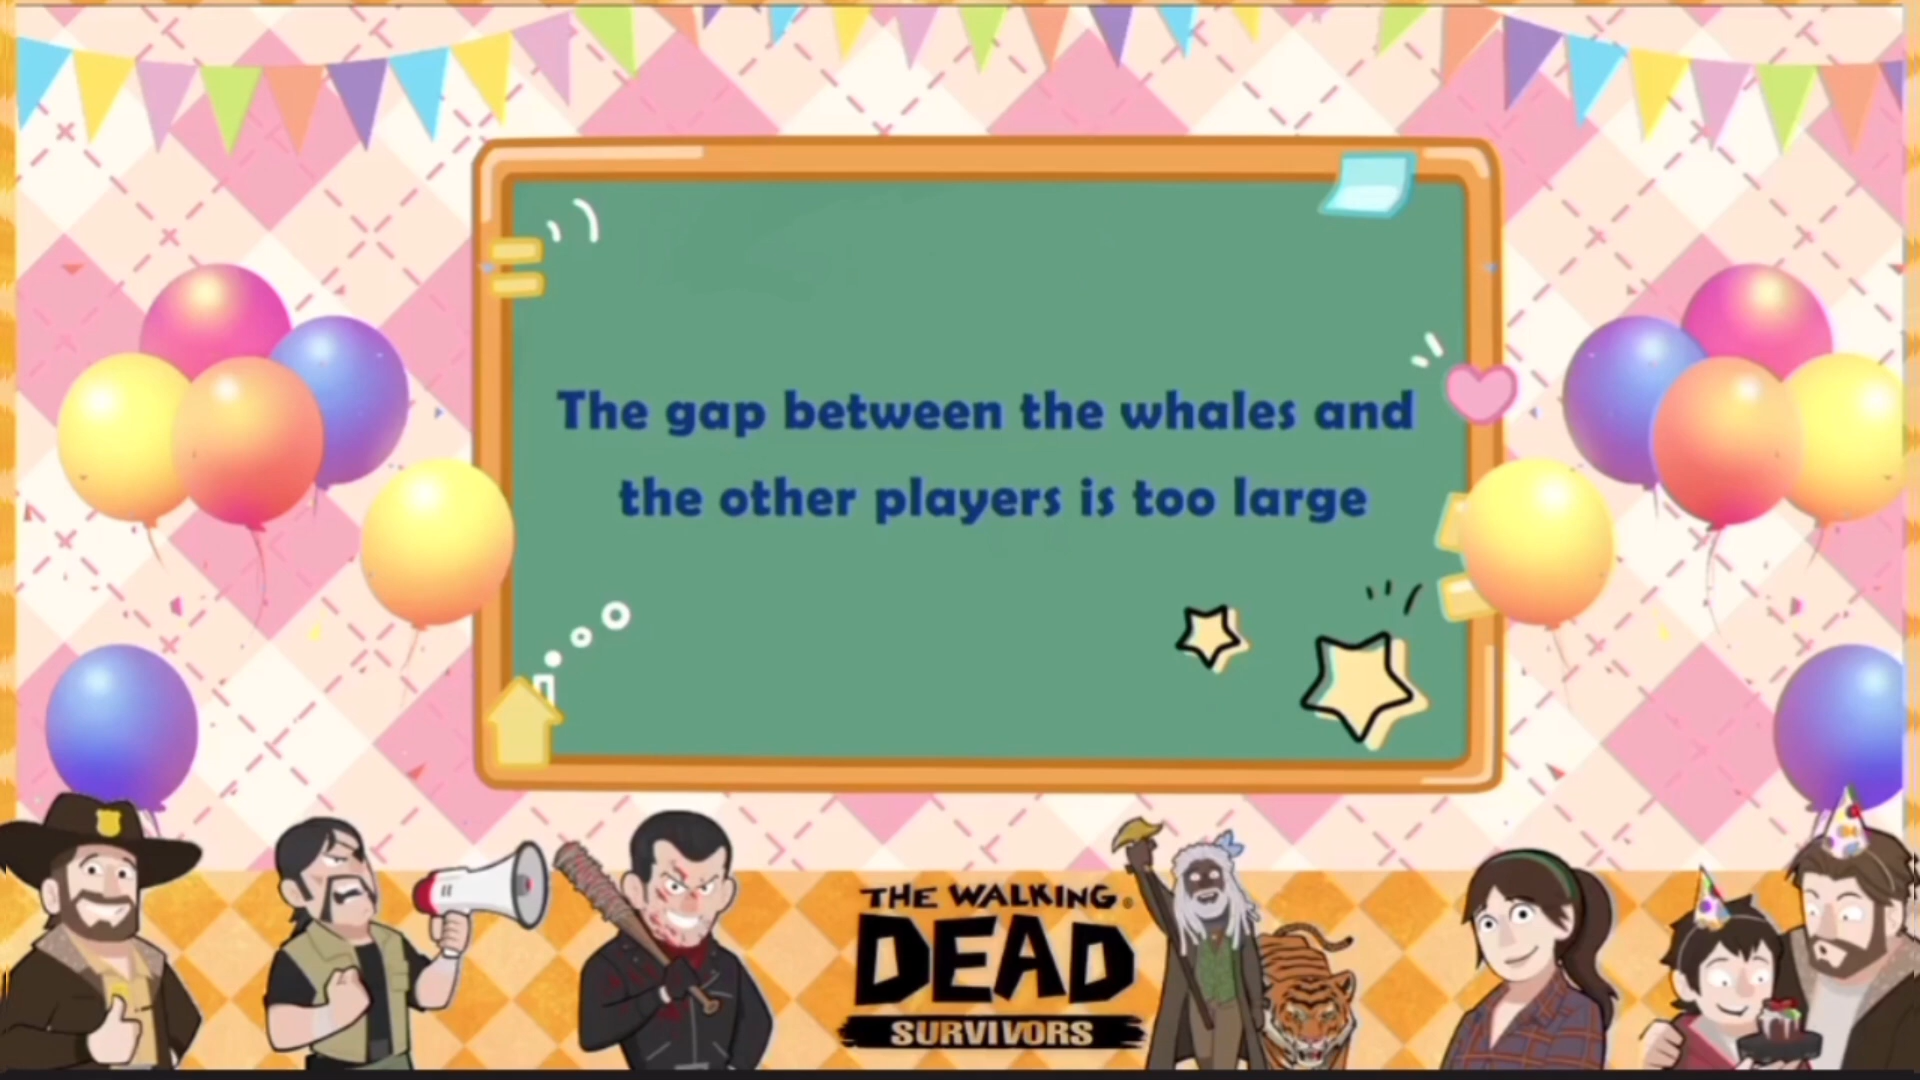 The gap between the whales and
the other players is too large
THE WALKING
DEAD
SURVIVORS